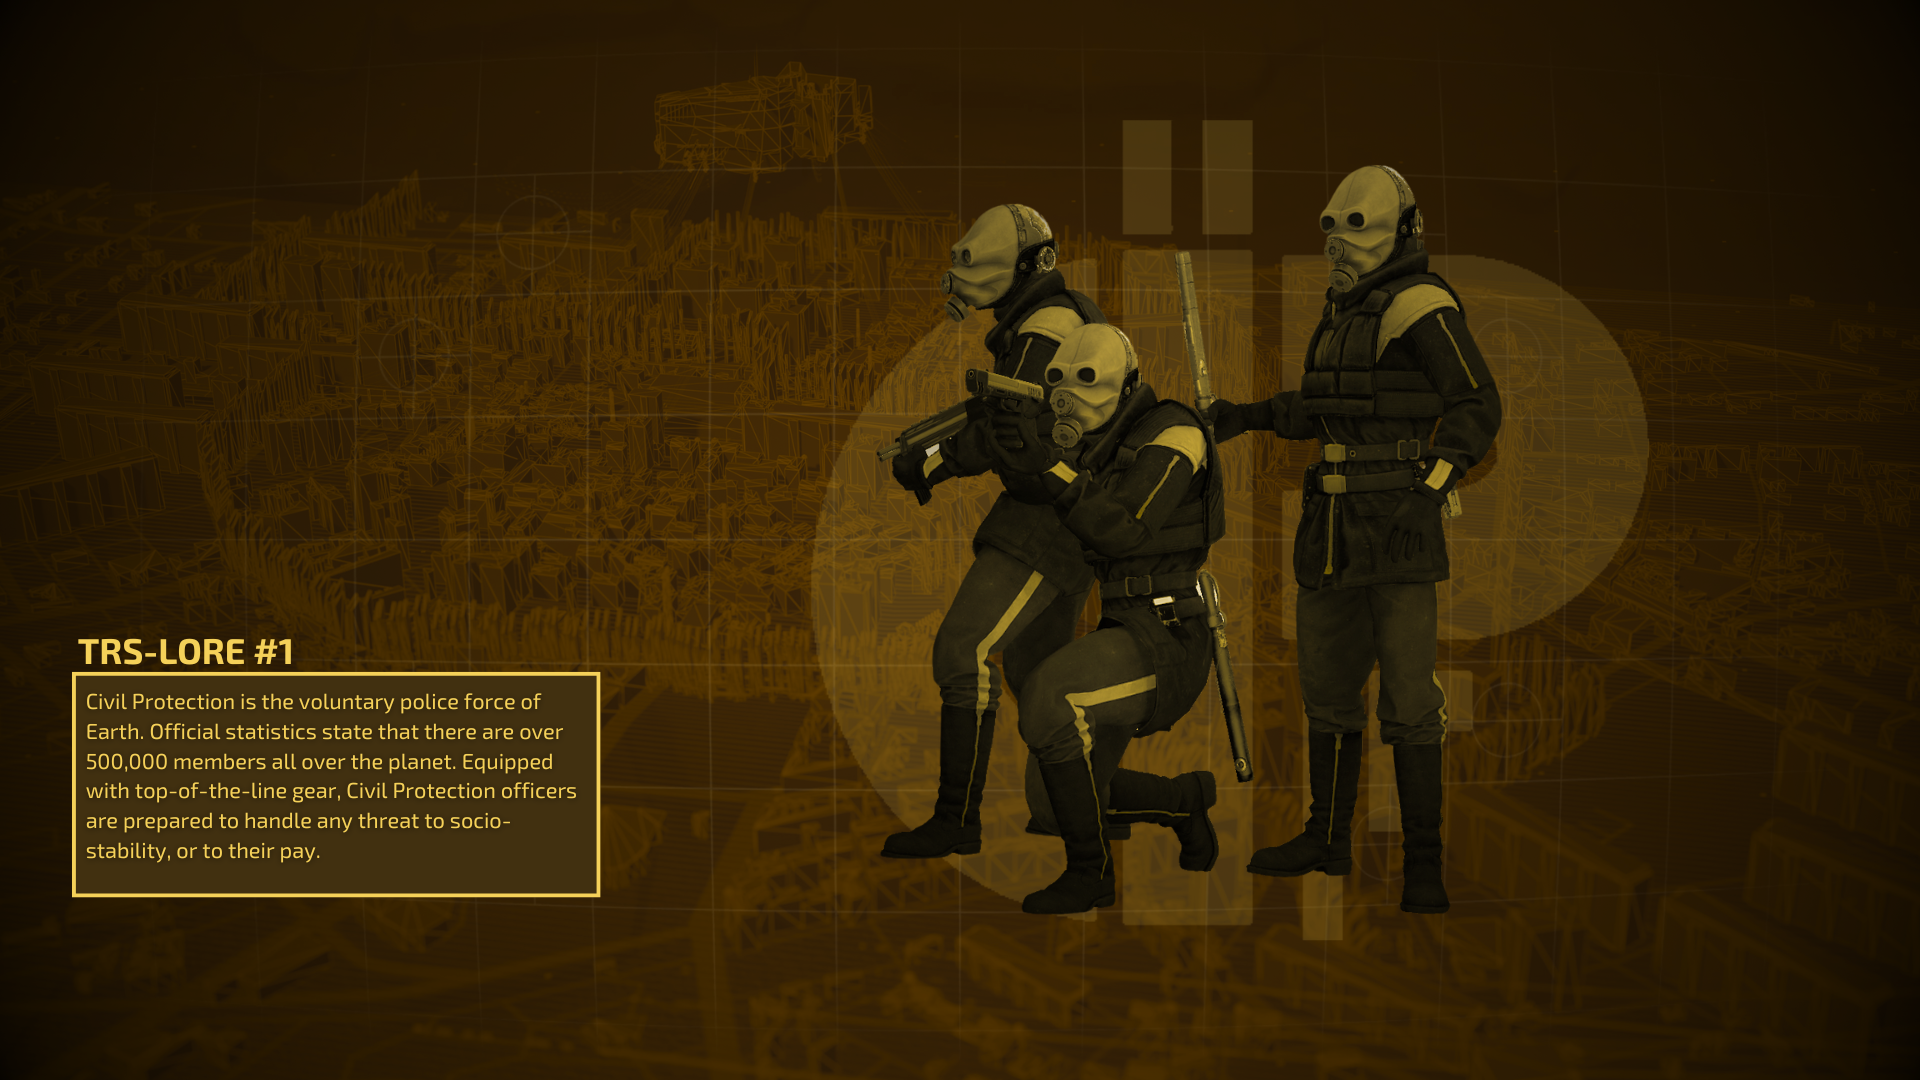 TRS-LORE #1
Civil Protection is the voluntary police force of
Earth. Official statistics state that there are over
500,000 members all over the planet. Equipped
with top-of-the-line gear, Civil Protection officers
are prepared to handle any threat to socio-
stability, or to their pay.